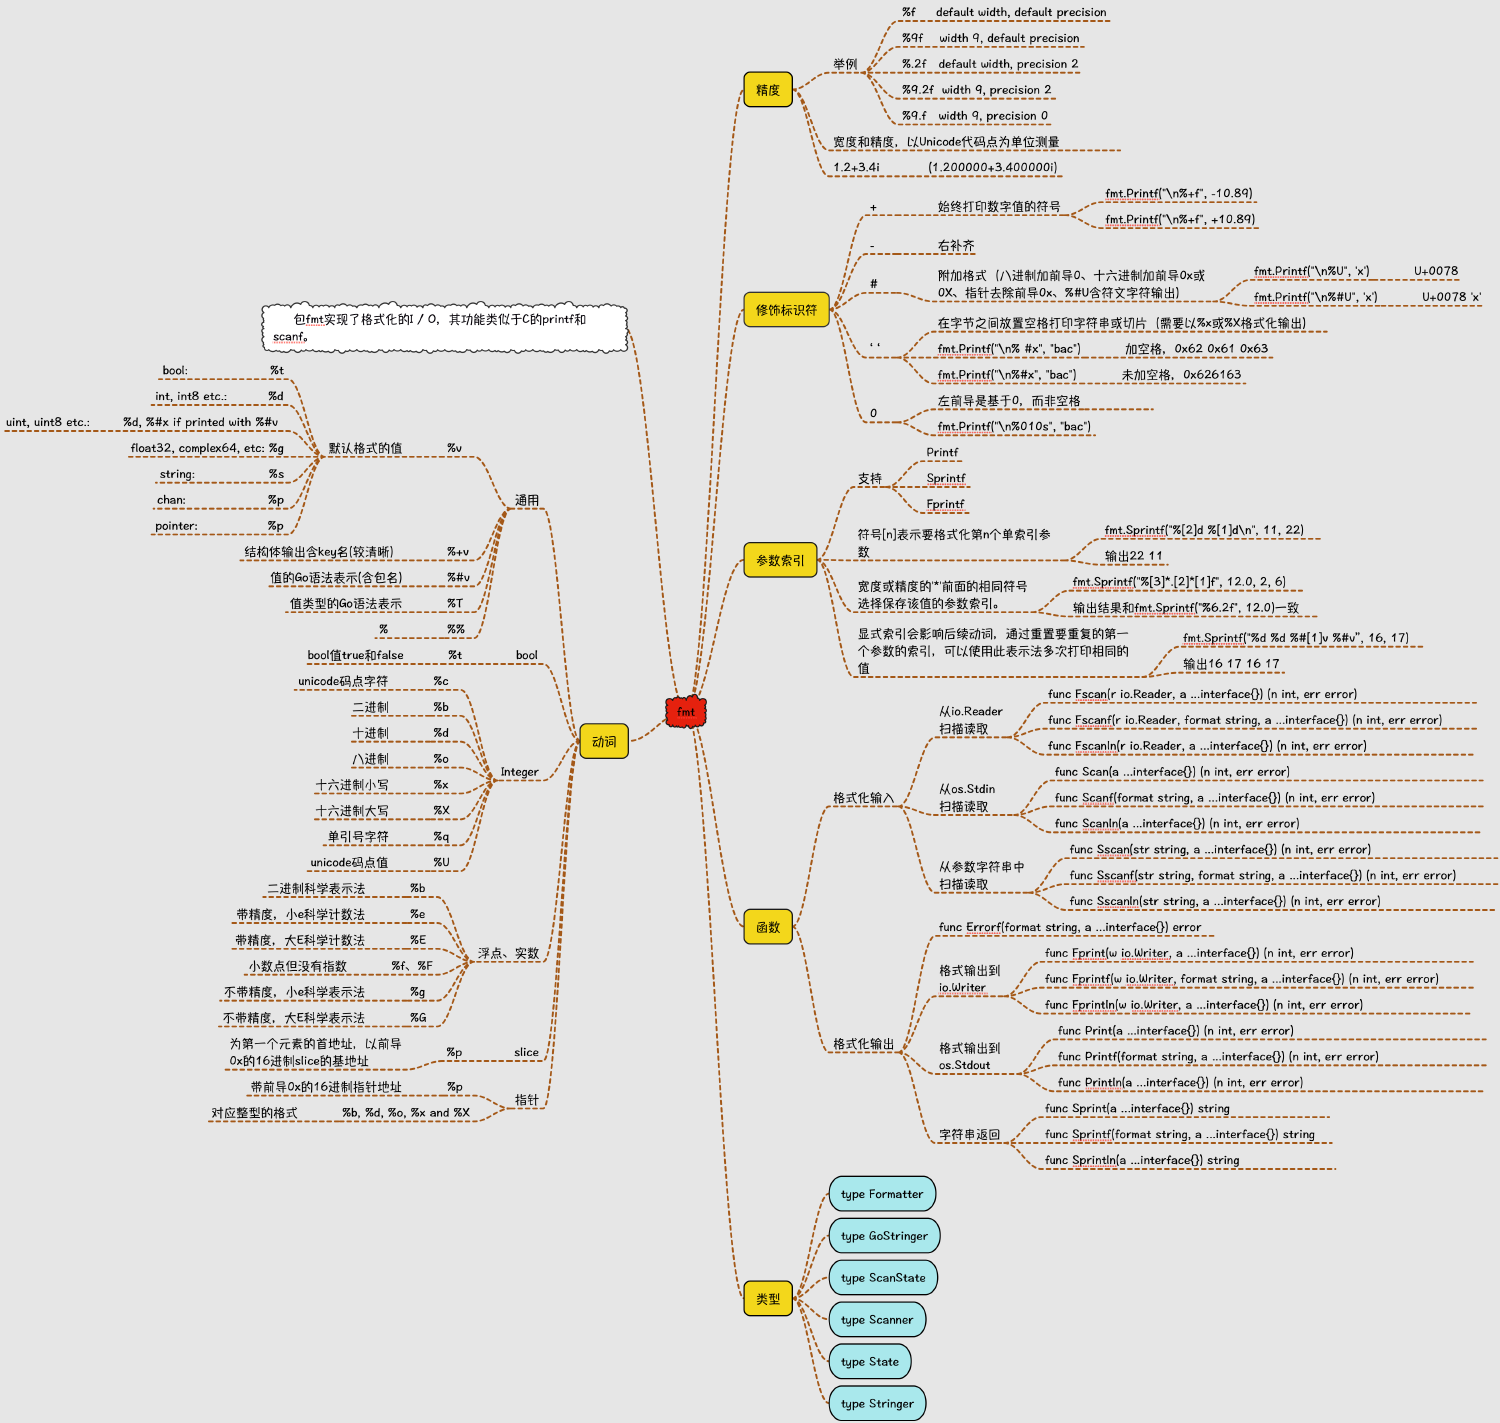 fmt
包fmt实现了格式化的I / O，其功能类似于C的printf和
scanf。
动词
通用
%v
默认格式的值
bool: %t
int, int8 etc.: %d
uint, uint8 etc.: %d, %#x if printed with %#v
float32, complex64, etc: %g
string: %s
chan: %p
pointer: %p
结构体输出含key名(较清晰) %+v
值的Go语法表示(含包名) %#v
值类型的Go语法表示 %T
% %%
bool值true和false %t bool
Integer
unicode码点字符 %c
二进制 %b
十进制 %d
八进制 %o
十六进制小写 %x
十六进制大写 %X
单引号字符 %q
unicode码点值 %U
浮点、实数
二进制科学表示法 %b
带精度，小e科学计数法 %e
带精度，大E科学计数法 %E
小数点但没有指数 %f、%F
不带精度，小e科学表示法 %g
不带精度，大E科学表示法 %G
slice
%p
为第一个元素的首地址，以前导
0x的16进制slice的基地址
指针
带前导0x的16进制指针地址 %p
对应整型的格式 %b, %d, %o, %x and %X
精度
举例
%f default width, default precision
%9f width 9, default precision
%.2f default width, precision 2
%9.2f width 9, precision 2
%9.f width 9, precision 0
宽度和精度，以Unicode代码点为单位测量
1.2+3.4i (1.200000+3.400000i)
修饰标识符
+ 始终打印数字值的符号
fmt.Printf("\n%+f", -10.89)
fmt.Printf("\n%+f", +10.89)
- 右补齐
#
附加格式（八进制加前导0、十六进制加前导0x或
0X、指针去除前导0x、%#U含符文字符输出）
fmt.Printf("\n%U", 'x') U+0078
fmt.Printf("\n%#U", 'x') U+0078 'x'
' '
在字节之间放置空格打印字符串或切片（需要以%x或%X格式化输出）
fmt.Printf("\n% #x", "bac") 加空格，0x62 0x61 0x63
fmt.Printf("\n%#x", "bac") 未加空格，0x626163
0
左前导是基于0，而非空格
fmt.Printf("\n%010s", "bac")
参数索引
支持
Printf
Sprintf
Fprintf
符号[n]表示要格式化第n个单索引参
数
fmt.Sprintf("%[2]d %[1]d\n", 11, 22)
输出22 11
宽度或精度的'*'前面的相同符号
选择保存该值的参数索引。
fmt.Sprintf("%[3]*.[2]*[1]f", 12.0, 2, 6)
输出结果和fmt.Sprintf("%6.2f", 12.0)一致
显式索引会影响后续动词，通过重置要重复的第一
个参数的索引，可以使用此表示法多次打印相同的
值
fmt.Sprintf("%d %d %#[1]v %#v", 16, 17)
输出16 17 16 17
函数
格式化输入
从io.Reader
扫描读取
func Fscan(r io.Reader, a ...interface{}) (n int, err error)
func Fscanf(r io.Reader, format string, a ...interface{}) (n int, err error)
func Fscanln(r io.Reader, a ...interface{}) (n int, err error)
从os.Stdin
扫描读取
func Scan(a ...interface{}) (n int, err error)
func Scanf(format string, a ...interface{}) (n int, err error)
func Scanln(a ...interface{}) (n int, err error)
从参数字符串中
扫描读取
func Sscan(str string, a ...interface{}) (n int, err error)
func Sscanf(str string, format string, a ...interface{}) (n int, err error)
func Sscanln(str string, a ...interface{}) (n int, err error)
格式化输出
func Errorf(format string, a ...interface{}) error
格式输出到
io.Writer
func Fprint(w io.Writer, a ...interface{}) (n int, err error)
func Fprintf(w io.Writer, format string, a ...interface{}) (n int, err error)
func Fprintln(w io.Writer, a ...interface{}) (n int, err error)
格式输出到
os.Stdout
func Print(a ...interface{}) (n int, err error)
func Printf(format string, a ...interface{}) (n int, err error)
func Println(a ...interface{}) (n int, err error)
字符串返回
func Sprint(a ...interface{}) string
func Sprintf(format string, a ...interface{}) string
func Sprintln(a ...interface{}) string
类型
type Formatter
type GoStringer
type ScanState
type Scanner
type State
type Stringer